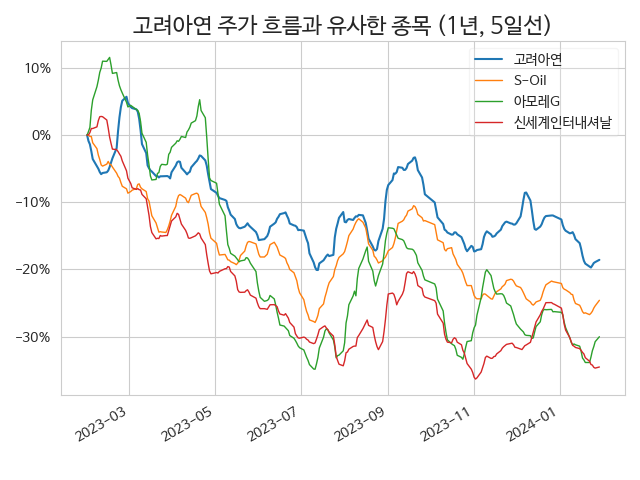 고려아연 주가 흐름과 유사한 종목 (1년, 5일선)
고려아연
S-Oil
아모레G
신세계인터내셔날
10%
0%
−10%
−20%
−30%
2023-03
2023-05
2023-07
2023-09
2023-11
2024-01